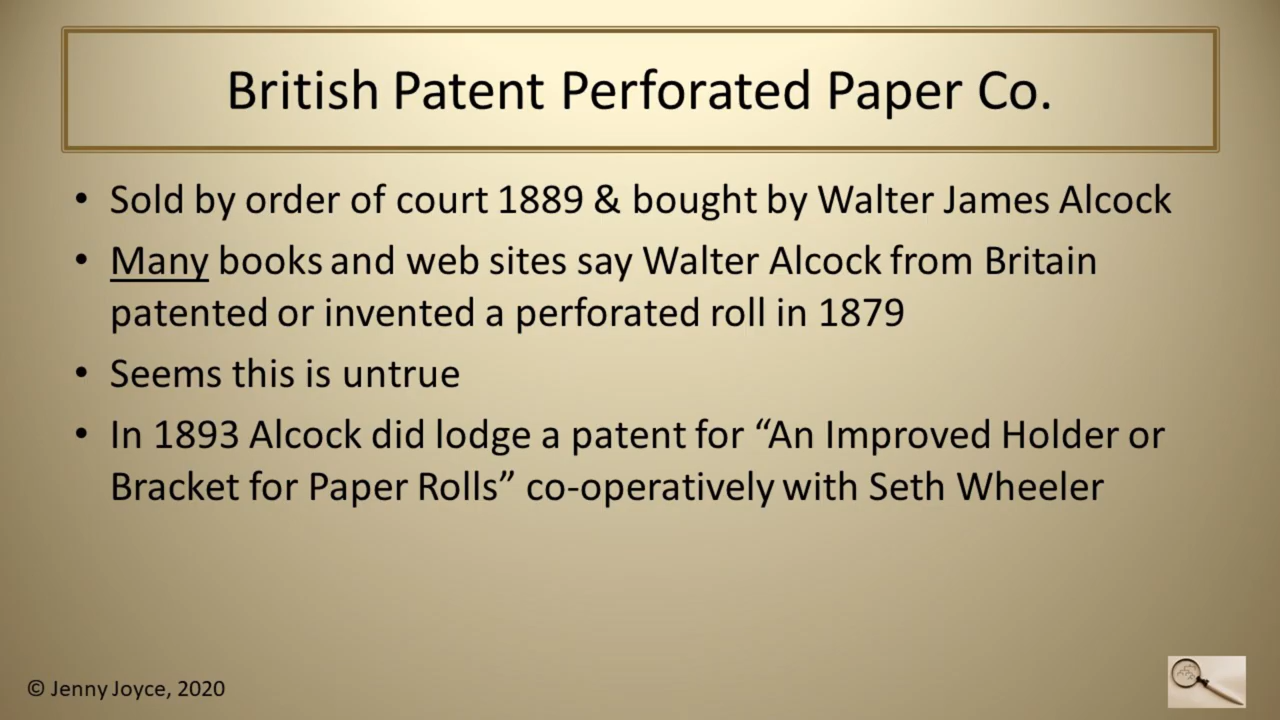 British Patent Perforated Paper Co.
• Sold by order of court 1889 & bought by Walter James Alcock
• Many books and web sites say Walter Alcock from Britain
patented or invented a perforated roll in 1879
• Seems this is untrue
• In 1893 Alcock did lodge a patent for “An Improved Holder or
Bracket for Paper Rolls” co-operatively with Seth Wheeler
© Jenny Joyce, 2020